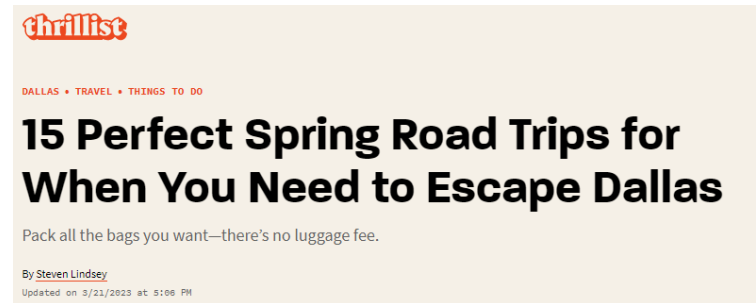 thrillist
DALLAS • TRAVEL • THINGS TO DO
15 Perfect Spring Road Trips for
When You Need to Escape Dallas
Pack all the bags you want—there's no luggage fee.
By Steven Lindsey
Updated on 3/21/2023 at 5:06 PM